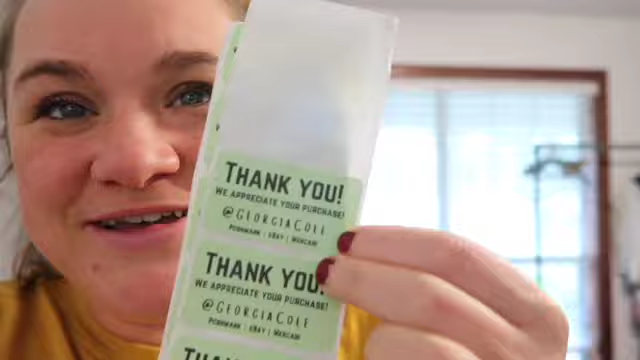 THANK YOU!
WE APPRECIATE YOUR PURCHASE!
@GEORGIACOLE
POSHMARK | EBAY | MERCARI
THANK YOU!
WE APPRECIATE YOUR PURCHASE!
@GEORGIACOLE
POSHMARK | EBAY | MERCARI
THANK